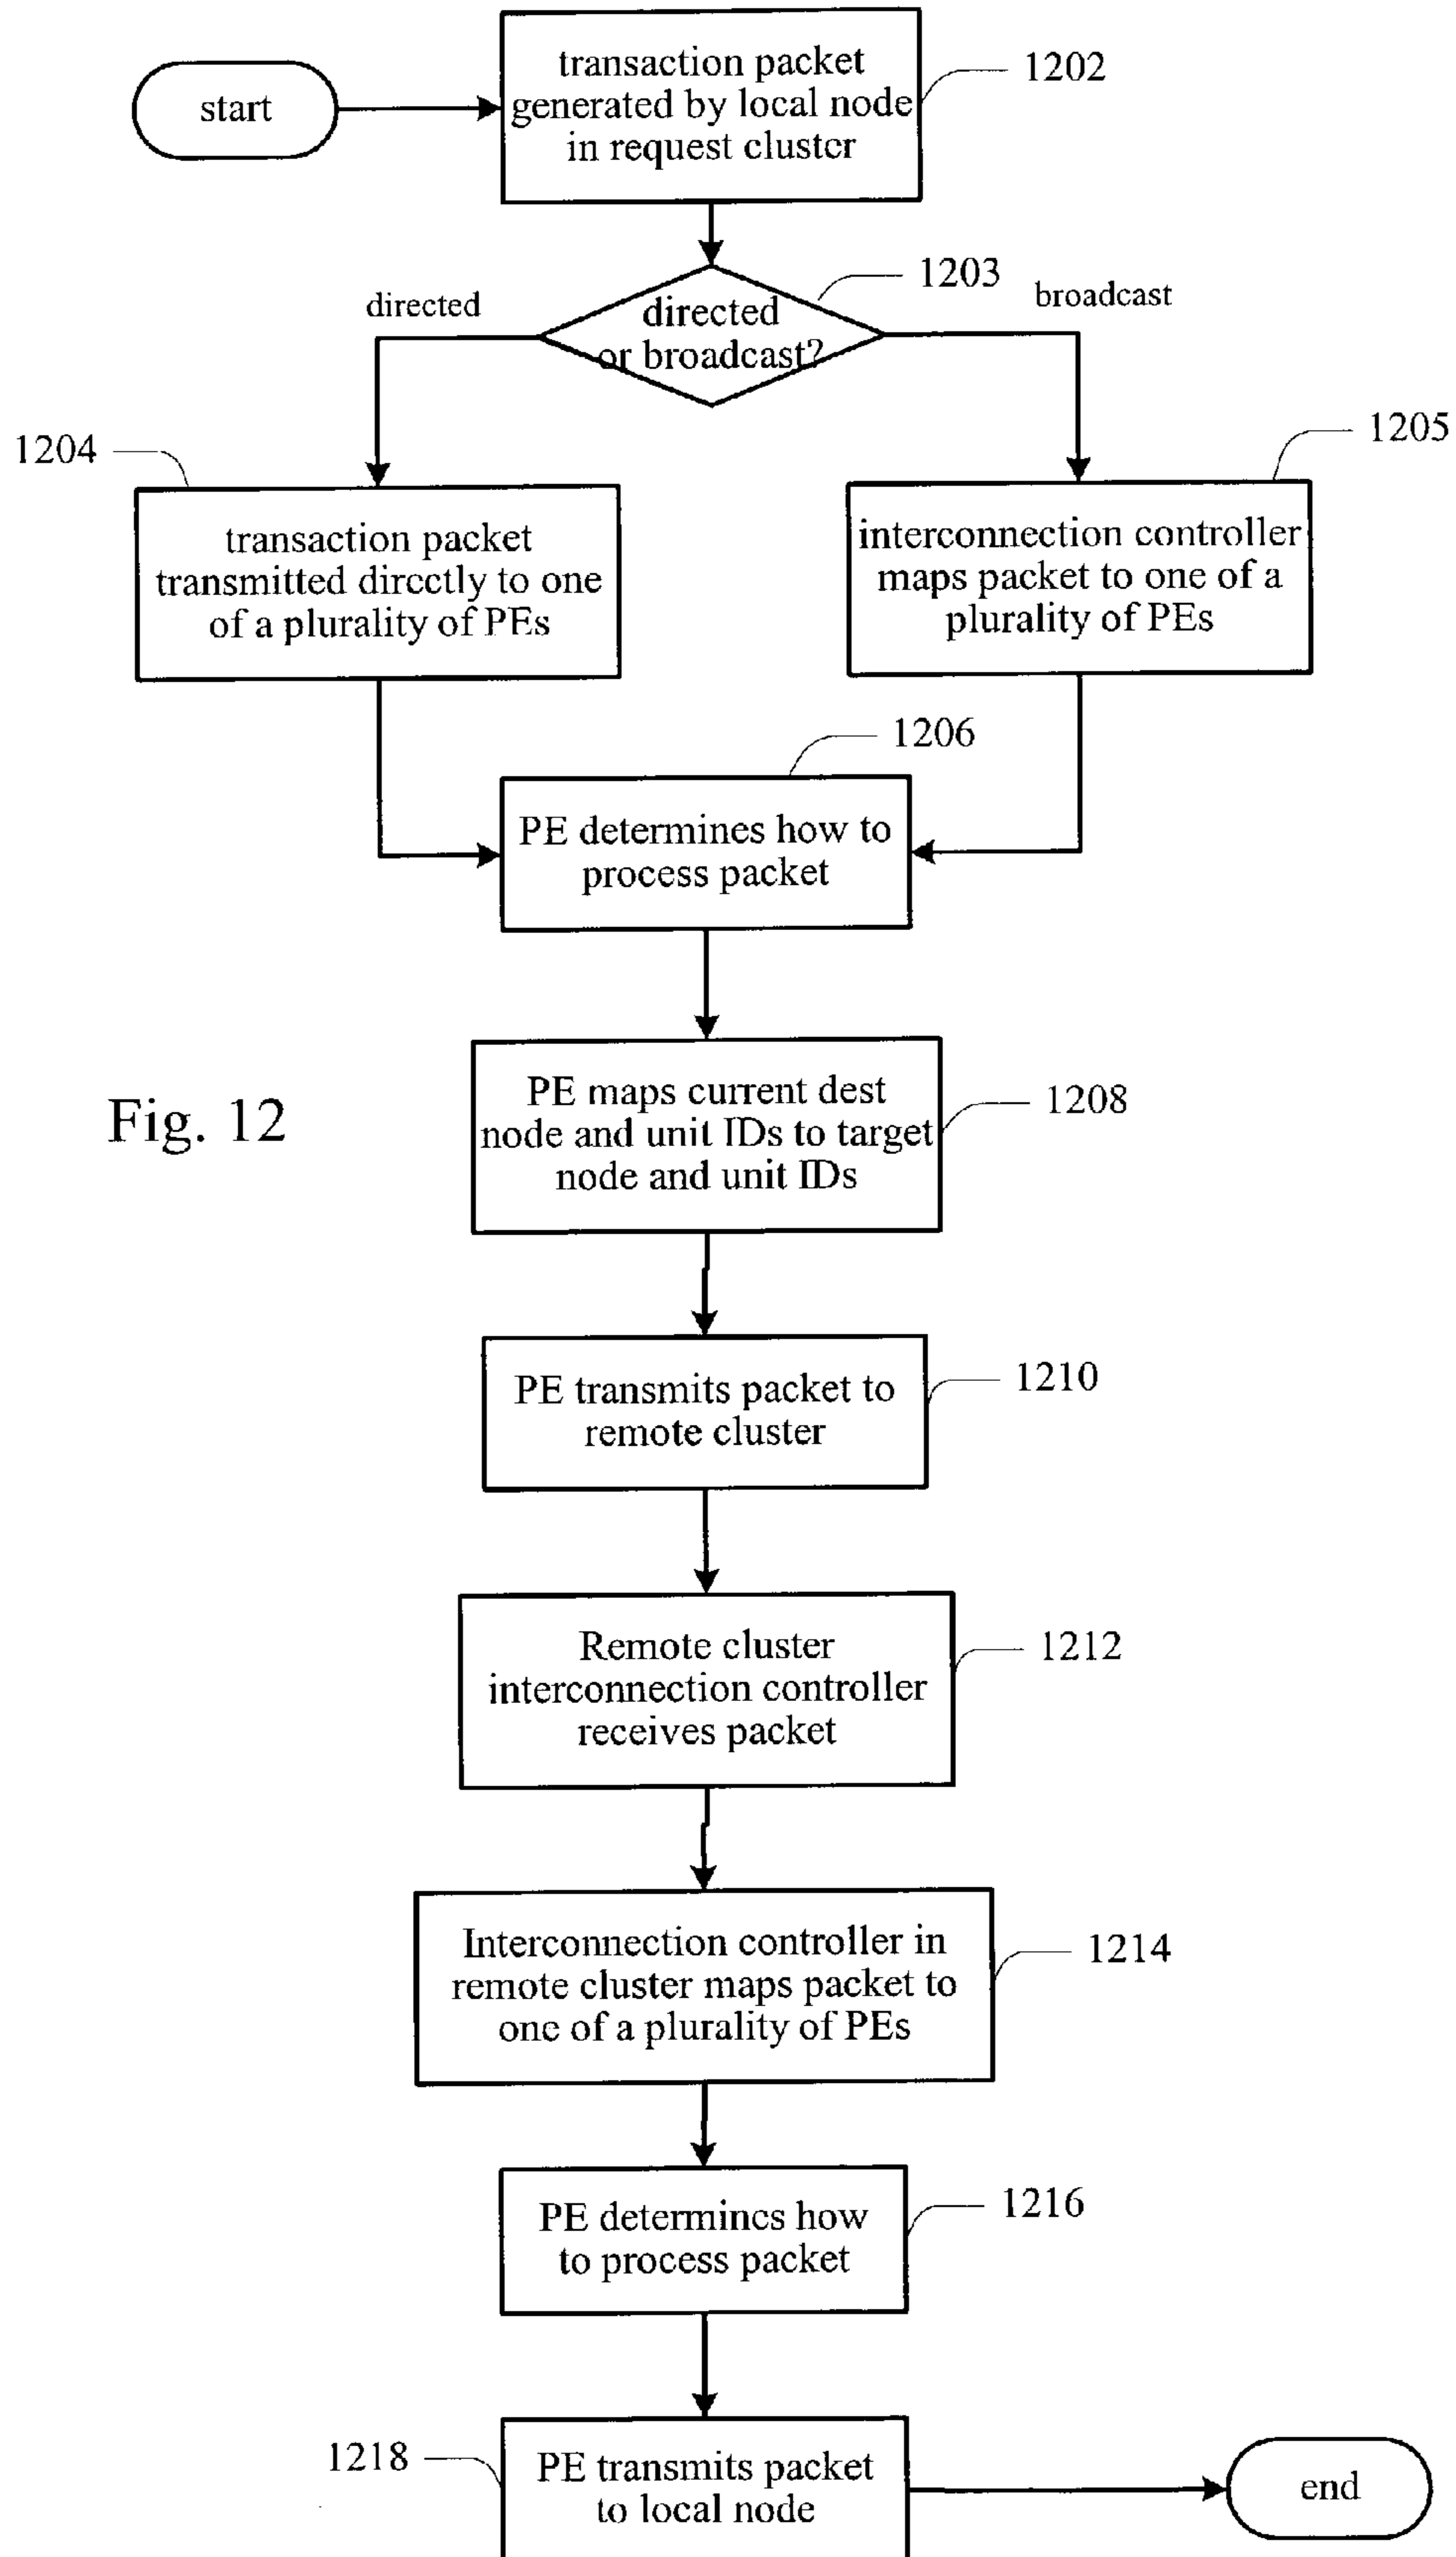 start
transaction packet
generated by local node
in request cluster
1202
directed
or broadcast?
1203
directed
broadcast
1204
transaction packet
transmitted directly to one
of a plurality of PEs
1205
interconnection controller
maps packet to one of a
plurality of PEs
1206
PE determines how to
process packet
Fig. 12
PE maps current dest
node and unit IDs to target
node and unit IDs
1208
PE transmits packet to
remote cluster
1210
Remote cluster
interconnection controller
receives packet
1212
Interconnection controller in
remote cluster maps packet to
one of a plurality of PEs
1214
PE determines how
to process packet
1216
1218
PE transmits packet
to local node
end